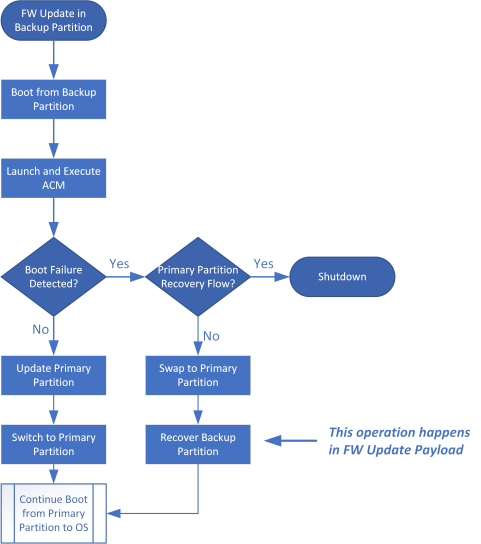 FW Update in
Backup Partition
Boot from Backup
Partition
Launch and Execute
ACM
Boot Failure
Detected?
Yes
Primary Partition
Recovery Flow?
Yes
Shutdown
No
No
Update Primary
Partition
Swap to Primary
Partition
Switch to Primary
Partition
Recover Backup
Partition
This operation happens
in FW Update Payload
Continue Boot
from Primary
Partition to OS